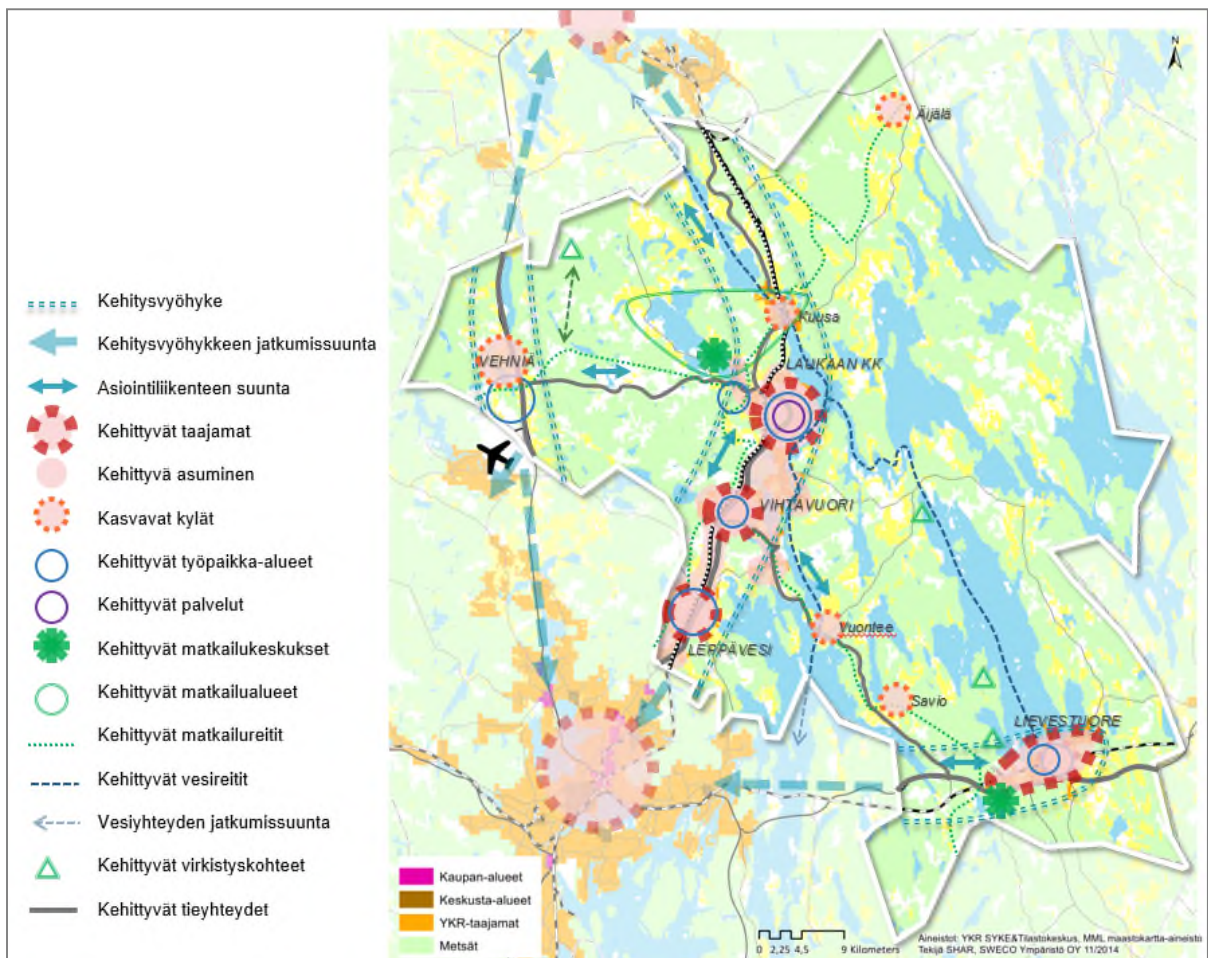 Kehitysvyöhyke
Kehitysvyöhykkeen jatkumissuunta
Asiointiliikenteen suunta
Kehittyvät taajamat
Kehittyvä asuminen
Kasvavat kylät
Kehittyvät työpaikka-alueet
Kehittyvät palvelut
Kehittyvät matkailukeskukset
Kehittyvät matkailualueet
Kehittyvät matkailureitit
Kehittyvät vesireitit
Vesiyhteyden jatkumissuunta
Kehittyvät virkistyskohteet
Kehittyvät tieyhteydet
N
Äijälä
Kuusa
VEHNIÄ
LAUKAAN KK
VIHTAVUORI
LEPPÄVESI
Vuontee
Savio
LIEVESTUORE
Kaupan-alueet
Keskusta-alueet
YKR-taajamat
Metsät
0 2,25 4,5 9 Kilometers
Aineistot: YKR SYKE&Tilastokeskus, MML maastokartta-aineisto
Tekijä SHAR, SWECO Ympäristö OY 11/2014